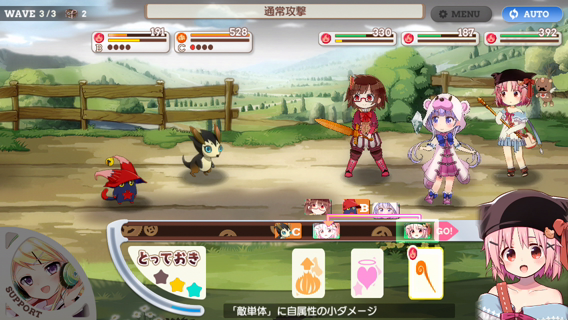 WAVE 3/3 2
通常攻撃
MENU
AUTO
191
B
528
C
330
187
392
B
C
GO!
とっておき
SUPPORT
「敵単体」に自属性の小ダメージ